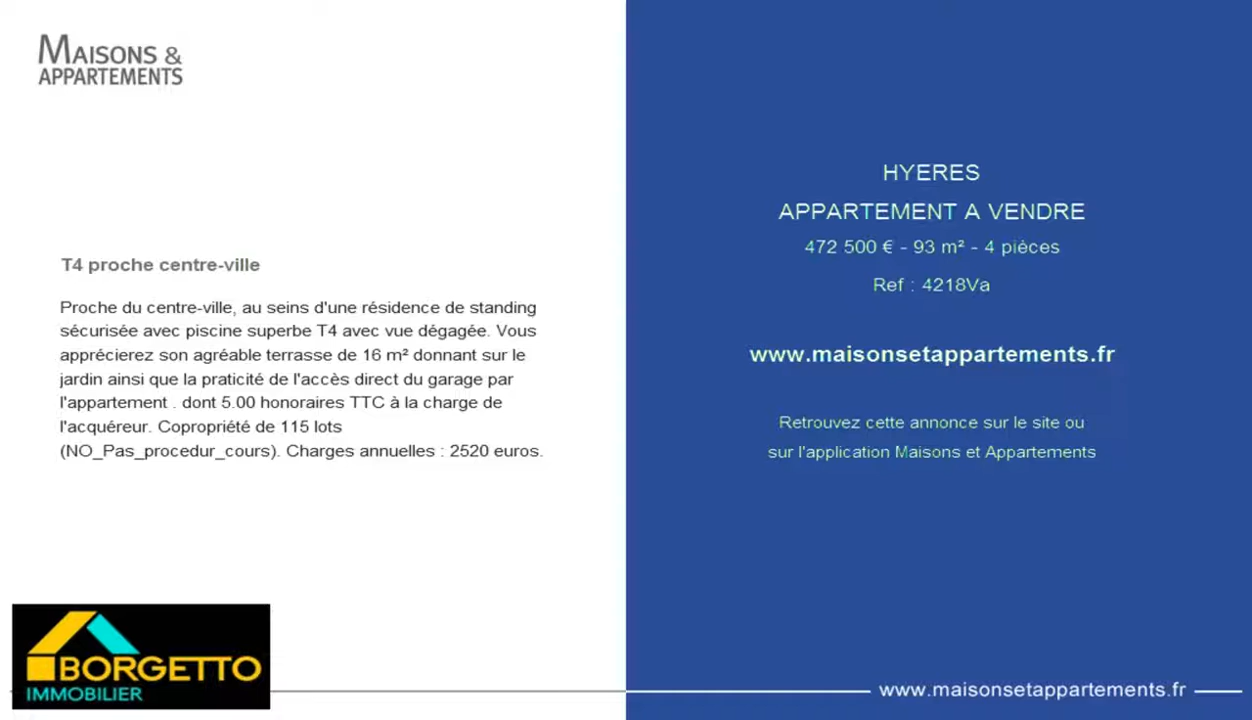 MAISONS &
APPARTEMENTS
T4 proche centre-ville
Proche du centre-ville, au seins d'une résidence de standing
sécurisée avec piscine superbe T4 avec vue dégagée. Vous
apprécierez son agréable terrasse de 16 m² donnant sur le
jardin ainsi que la praticité de l'accès direct du garage par
l'appartement . dont 5.00 honoraires TTC à la charge de
l'acquéreur. Copropriété de 115 lots
(NO_Pas_procedur_cours). Charges annuelles : 2520 euros.
BORGETTO
IMMOBILIER
HYERES
APPARTEMENT A VENDRE
472 500 € - 93 m² - 4 pièces
Ref : 4218Va
www.maisonsetappartements.fr
Retrouvez cette annonce sur le site ou
sur l'application Maisons et Appartements
www.maisonsetappartements.fr